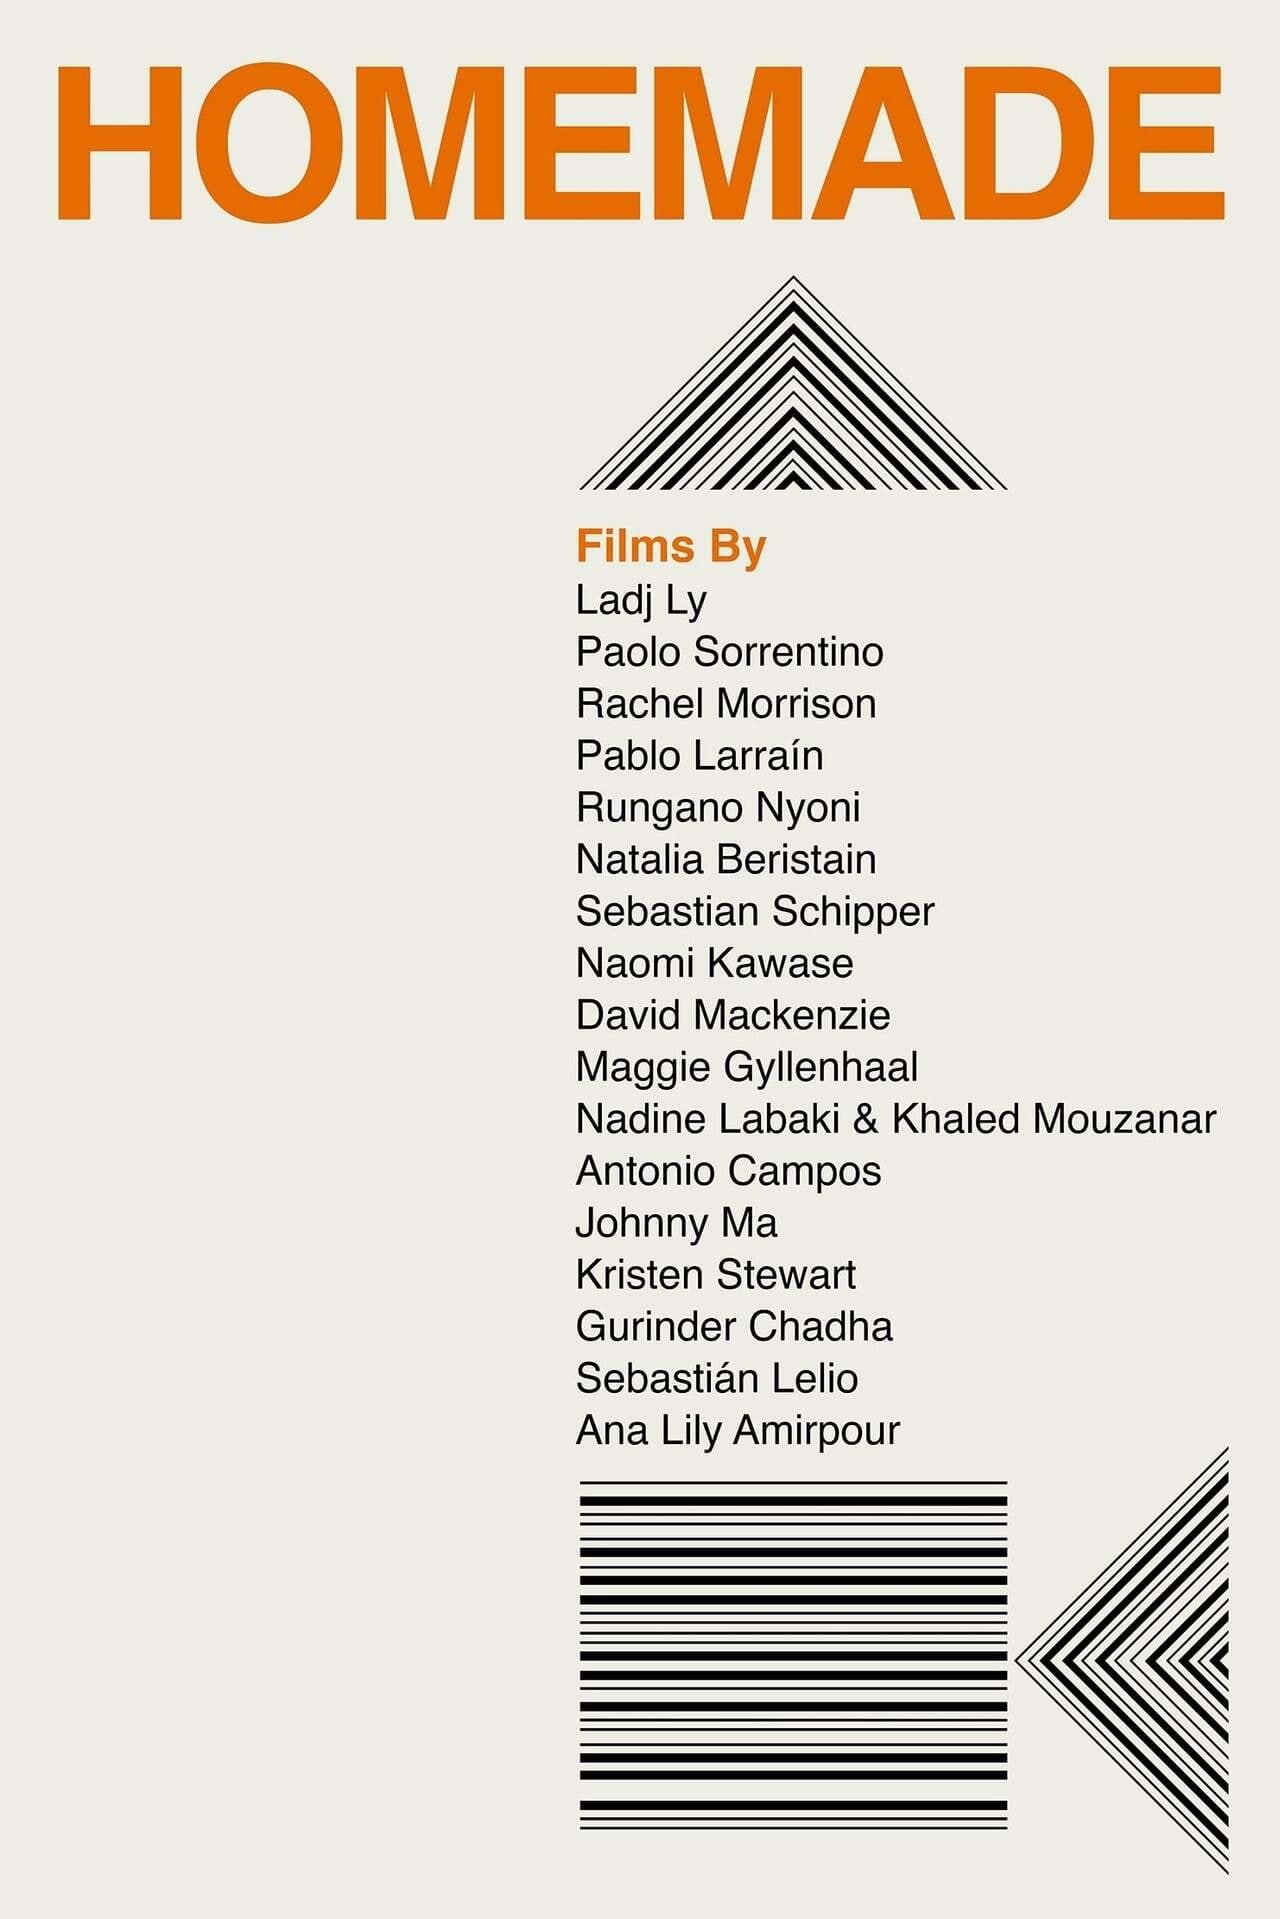 HOMEMADE
Films By
Ladj Ly
Paolo Sorrentino
Rachel Morrison
Pablo Larraín
Rungano Nyoni
Natalia Beristain
Sebastian Schipper
Naomi Kawase
David Mackenzie
Maggie Gyllenhaal
Nadine Labaki & Khaled Mouzanar
Antonio Campos
Johnny Ma
Kristen Stewart
Gurinder Chadha
Sebastián Lelio
Ana Lily Amirpour